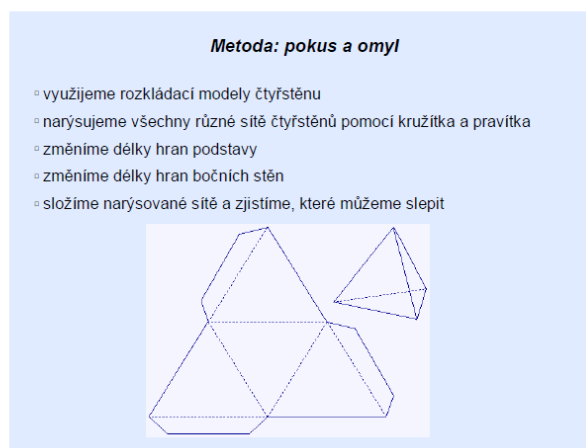 Metoda: pokus a omyl
▫ využijeme rozkládací modely čtyřstěnu
▫ narýsujeme všechny různé sítě čtyřstěnů pomocí kružítka a pravítka
▫ změníme délky hran podstavy
▫ změníme délky hran bočních stěn
▫ složíme narýsované sítě a zjistíme, které můžeme slepit